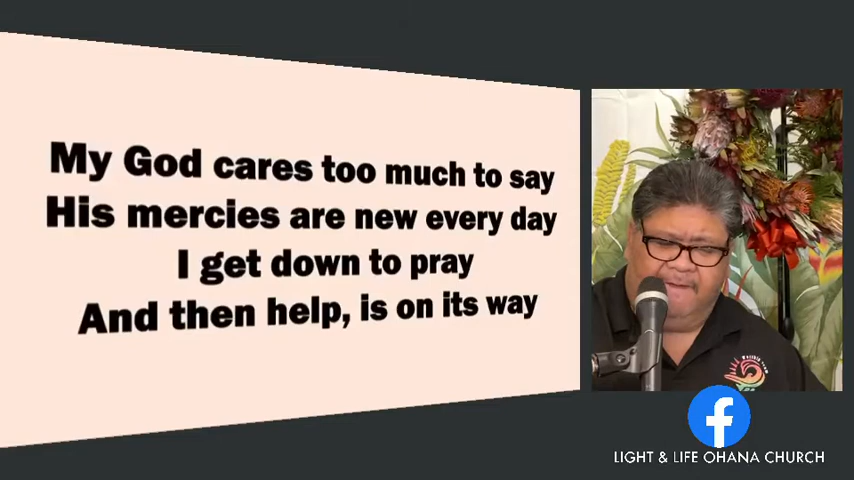 My God cares too much to say
His mercies are new every day
I get down to pray
And then help, is on its way
LIGHT & LIFE OHANA CHURCH